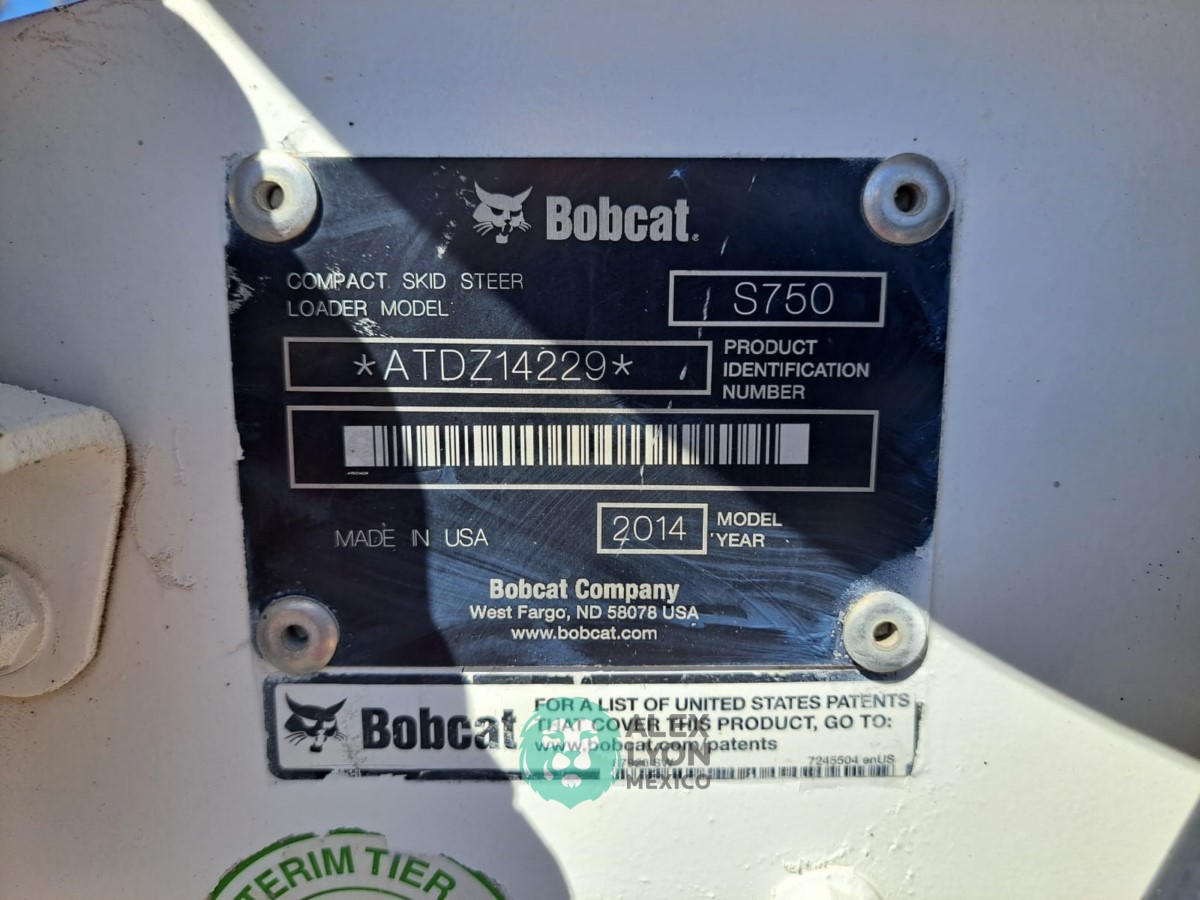 Bobcat®
COMPACT SKID STEER
LOADER MODEL
S750
*ATDZ14229*
PRODUCT
IDENTIFICATION
NUMBER
MADE IN USA
2014
MODEL
YEAR
Bobcat Company
West Fargo, ND 58078 USA
www.bobcat.com
Bobcat
FOR A LIST OF UNITED STATES PATENTS
THAT COVER THIS PRODUCT, GO TO:
www.bobcat.com/patents
7245504 enUS
ALEX
LYON
MEXICO
TERIM TIER